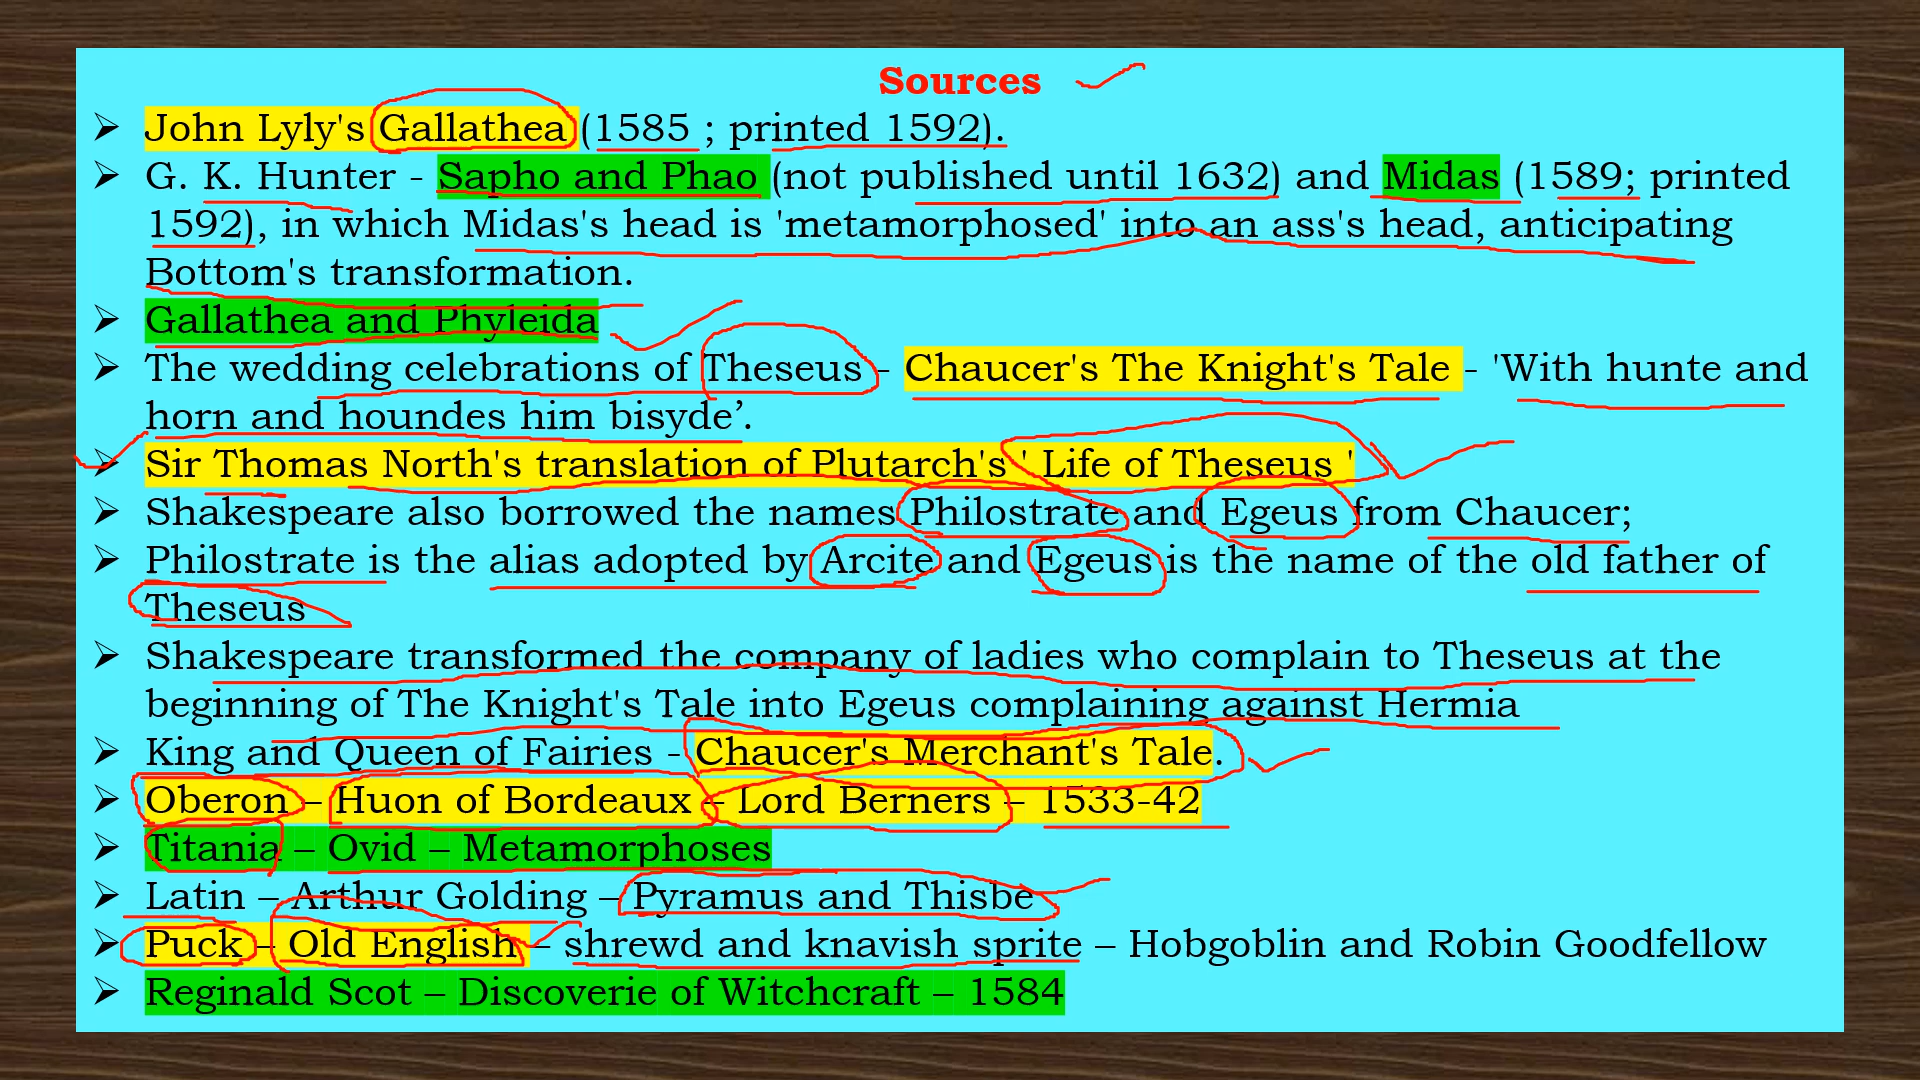 Sources
➢ John Lyly's Gallathea (1585 ; printed 1592).
➢ G. K. Hunter - Sapho and Phao (not published until 1632) and Midas (1589; printed
1592), in which Midas's head is 'metamorphosed' into an ass's head, anticipating
Bottom's transformation.
➢ Gallathea and Phyleida
➢ The wedding celebrations of Theseus - Chaucer's The Knight's Tale - 'With hunte and
horn and houndes him bisyde’.
➢ Sir Thomas North's translation of Plutarch's ' Life of Theseus '
➢ Shakespeare also borrowed the names Philostrate and Egeus from Chaucer;
➢ Philostrate is the alias adopted by Arcite and Egeus is the name of the old father of
Theseus
➢ Shakespeare transformed the company of ladies who complain to Theseus at the
beginning of The Knight's Tale into Egeus complaining against Hermia
➢ King and Queen of Fairies - Chaucer's Merchant's Tale.
➢ Oberon – Huon of Bordeaux – Lord Berners – 1533-42
➢ Titania – Ovid – Metamorphoses
➢ Latin – Arthur Golding – Pyramus and Thisbe
➢ Puck – Old English – shrewd and knavish sprite – Hobgoblin and Robin Goodfellow
➢ Reginald Scot – Discoverie of Witchcraft – 1584